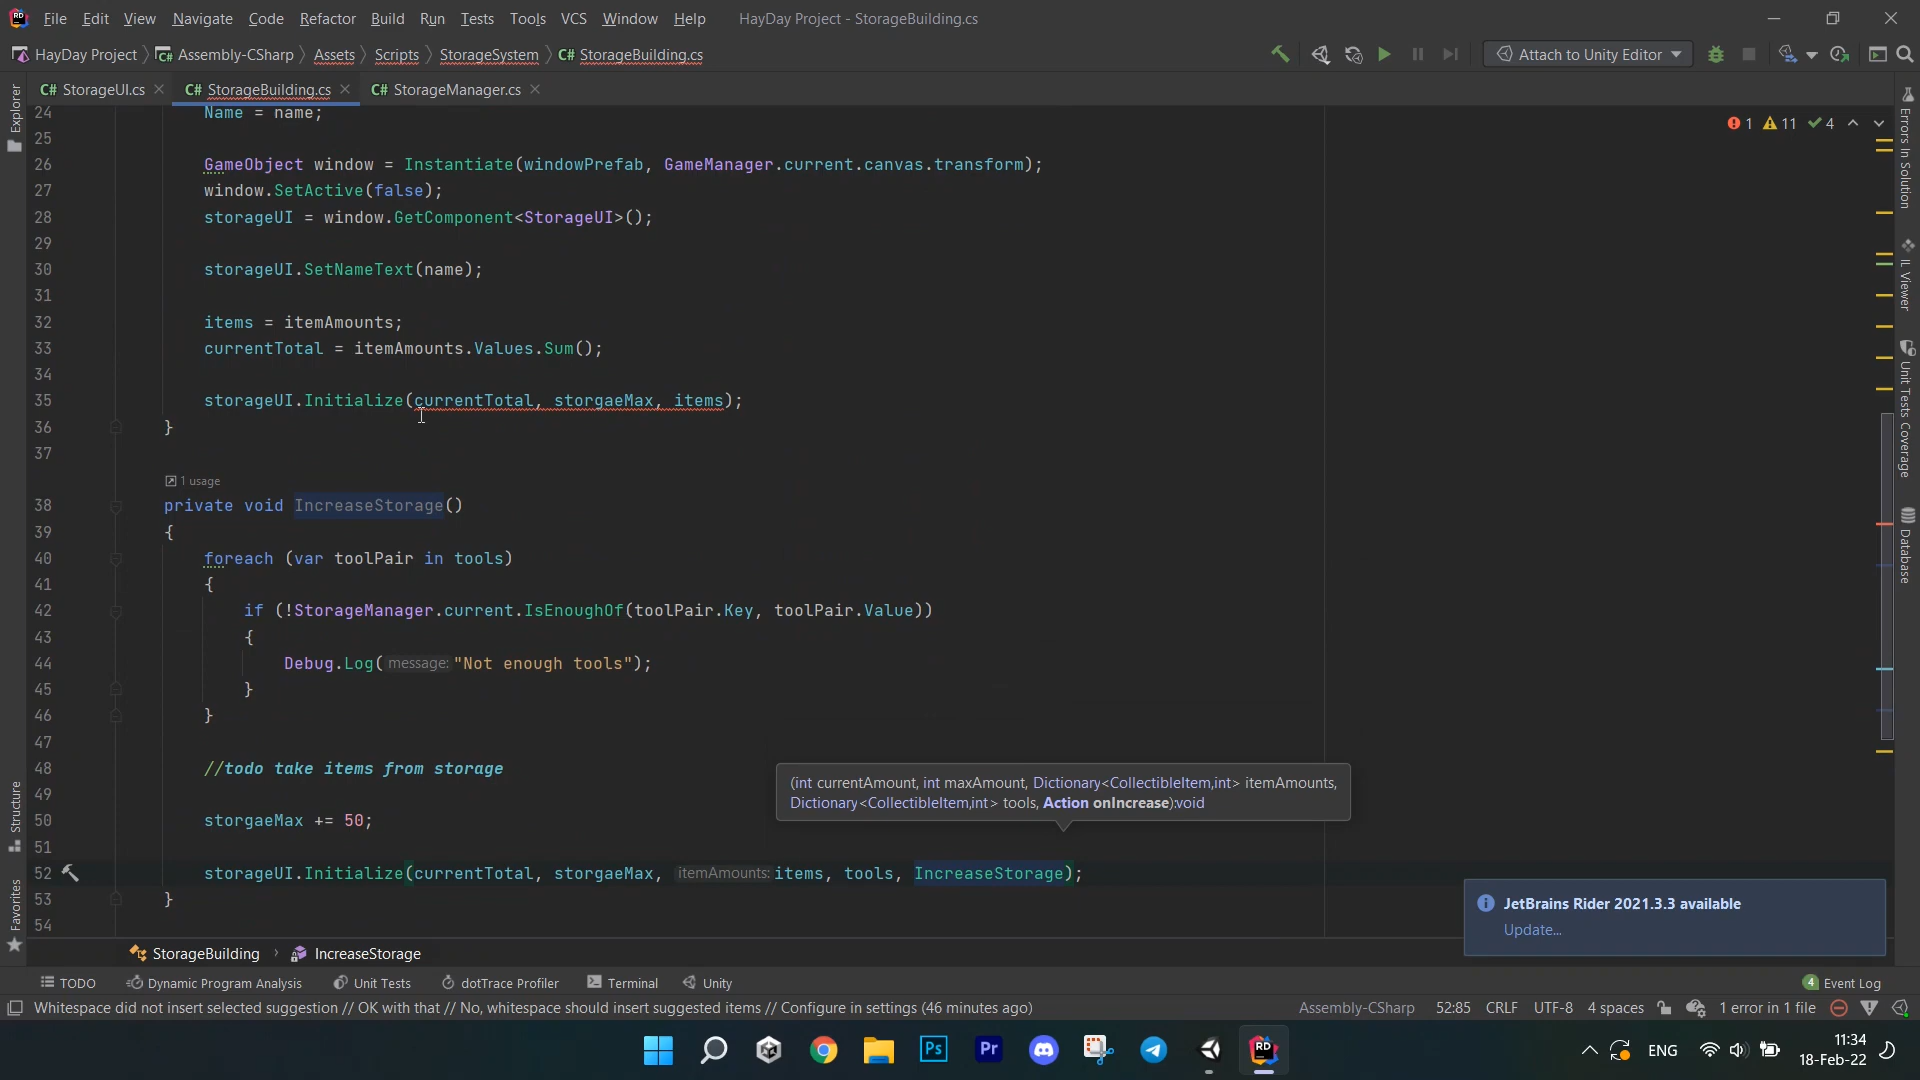 File Edit View Navigate Code Refactor Build Run Tests Tools VCS Window Help HayDay Project - StorageBuilding.cs
HayDay Project Assembly-CSharp Assets Scripts StorageSystem C# StorageBuilding.cs Attach to Unity Editor
C# StorageUI.cs C# StorageBuilding.cs C# StorageManager.cs
1 11 4
24 Name = name;
25
26 GameObject window = Instantiate(windowPrefab, GameManager.current.canvas.transform);
27 window.SetActive(false);
28 storageUI = window.GetComponent<StorageUI>();
29
30 storageUI.SetNameText(name);
31
32 items = itemAmounts;
33 currentTotal = itemAmounts.Values.Sum();
34
35 storageUI.Initialize(currentTotal, storgaeMax, items);
36 }
37
1 usage
38 private void IncreaseStorage()
39 {
40 foreach (var toolPair in tools)
41 {
42 if (!StorageManager.current.IsEnoughOf(toolPair.Key, toolPair.Value))
43 {
44 Debug.Log( message: "Not enough tools");
45 }
46 }
47
48 //todo take items from storage
49
(int currentAmount, int maxAmount, Dictionary<CollectibleItem,int> itemAmounts,
Dictionary<CollectibleItem,int> tools, Action onIncrease):void
50 storgaeMax += 50;
51
52 storageUI.Initialize(currentTotal, storgaeMax, itemAmounts: items, tools, IncreaseStorage);
53 }
54
JetBrains Rider 2021.3.3 available
Update...
StorageBuilding IncreaseStorage
TODO Dynamic Program Analysis Unit Tests dotTrace Profiler Terminal Unity 4 Event Log
Whitespace did not insert selected suggestion // OK with that // No, whitespace should insert suggested items // Configure in settings (46 minutes ago) Assembly-CSharp 52:85 CRLF UTF-8 4 spaces 1 error in 1 file
Explorer
Structure
Favorites
Errors In Solution
IL Viewer
Unit Tests Coverage
Database
Ps Pr RD ENG 11:34
18-Feb-22